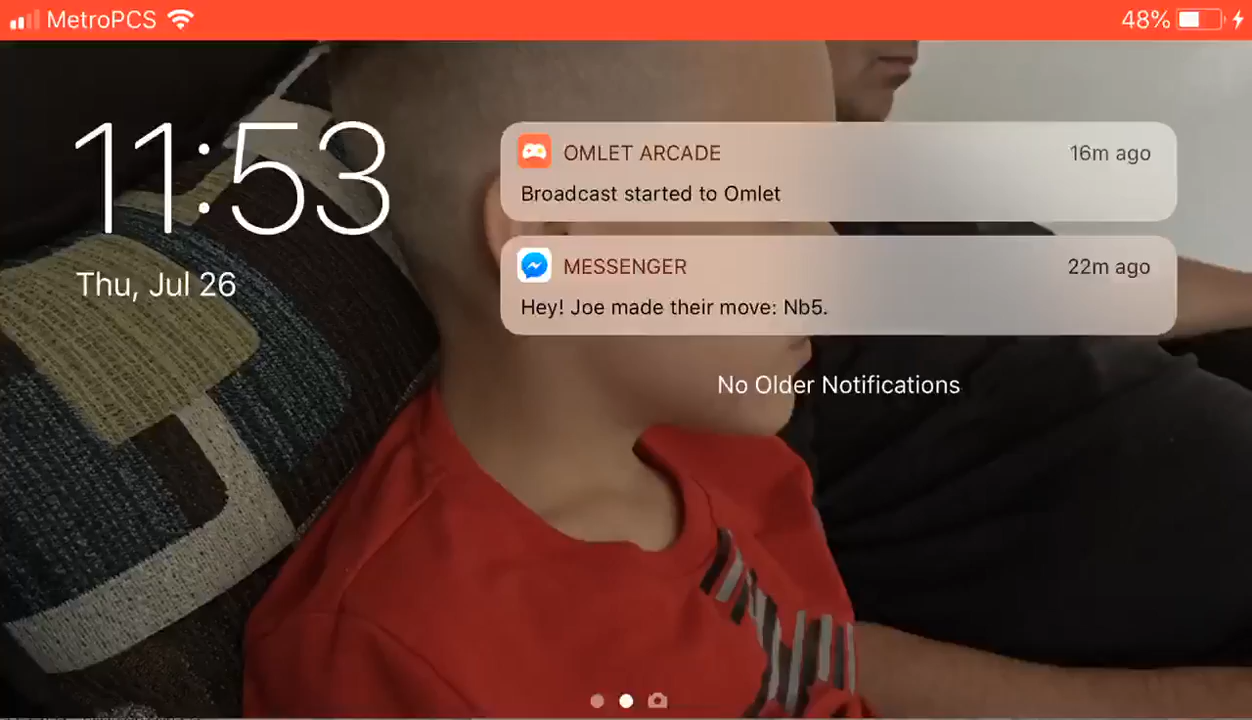 MetroPCS
48%
11:53
Thu, Jul 26
OMLET ARCADE
16m ago
Broadcast started to Omlet
MESSENGER
22m ago
Hey! Joe made their move: Nb5.
No Older Notifications